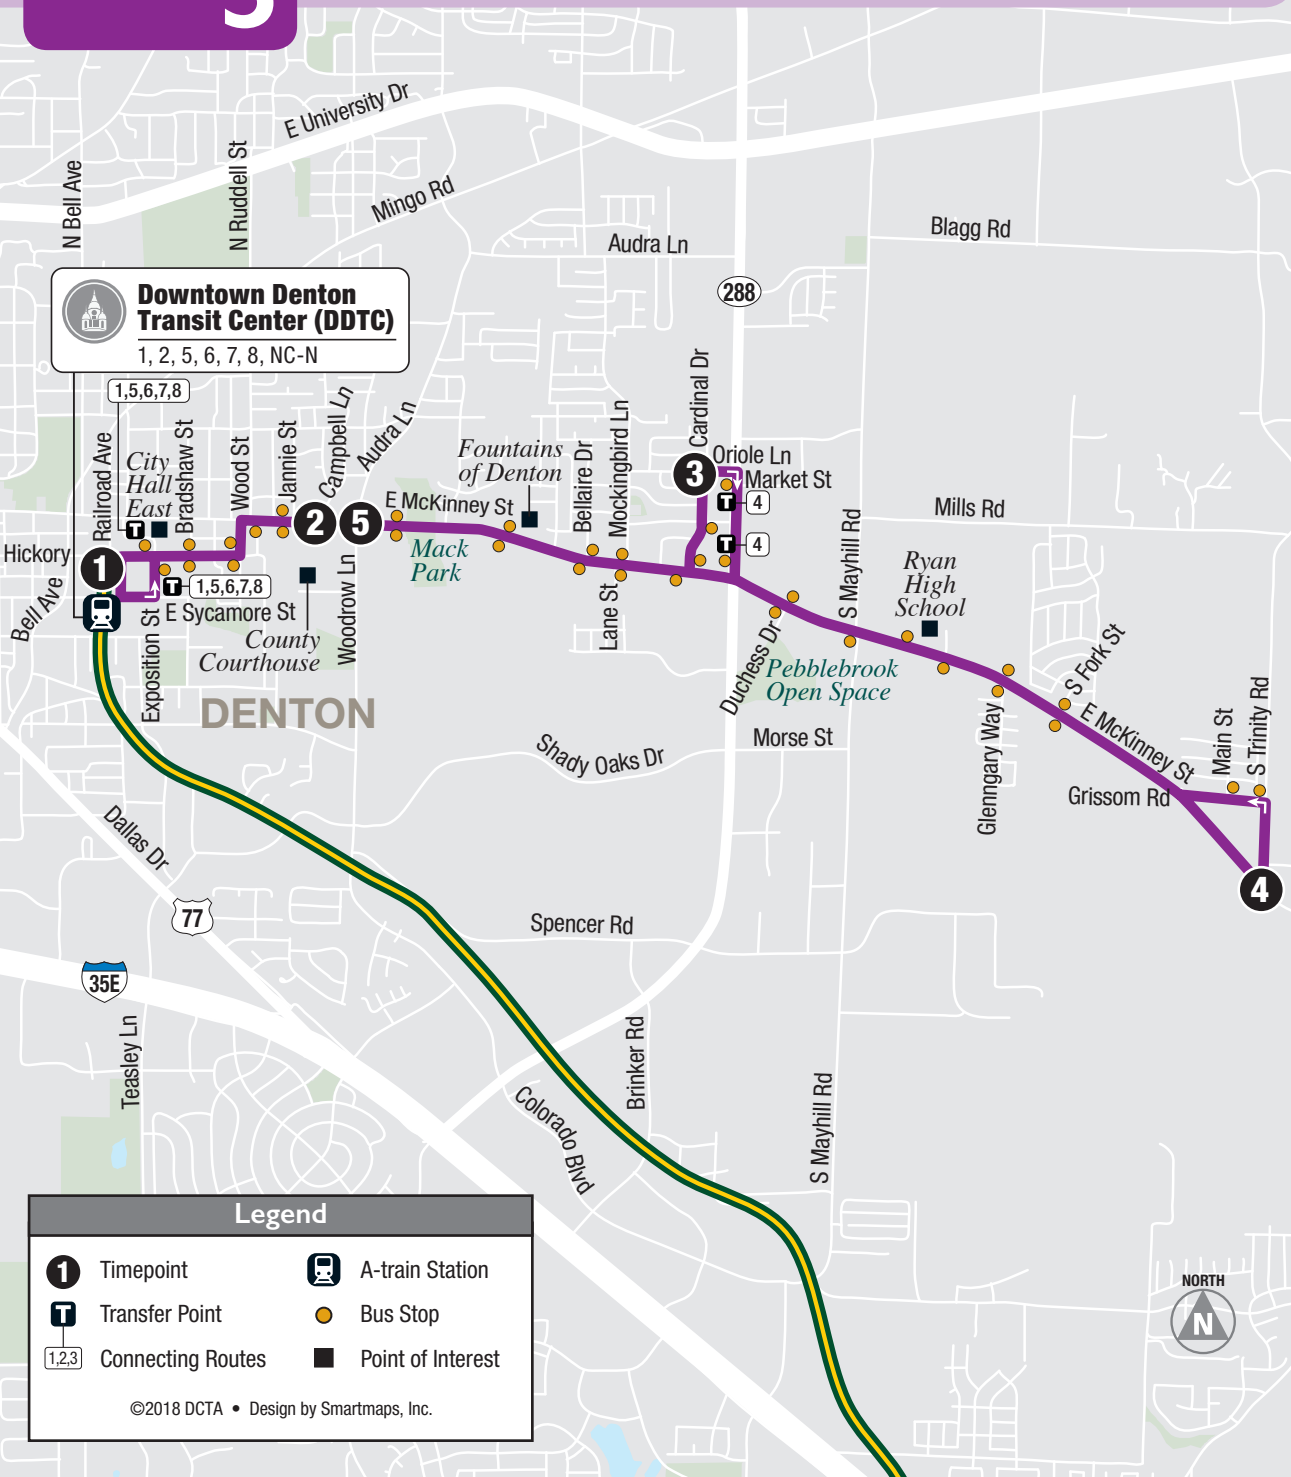 E University Dr
N Bell Ave
N Ruddell St
Mingo Rd
Audra Ln
Blagg Rd
288
Downtown Denton
Transit Center (DDTC)
1, 2, 5, 6, 7, 8, NC-N
1,5,6,7,8
Railroad Ave
City
Hall
East
Bradshaw St
Wood St
Jannie St
Campbell Ln
Audra Ln
Fountains
of Denton
Bellaire Dr
Mockingbird Ln
Cardinal Dr
Oriole Ln
Market St
3
T
4
T
4
E McKinney St
2
5
Mack
Park
Mills Rd
S Mayhill Rd
Ryan
High
School
Hickory
1
T
T
1,5,6,7,8
Bell Ave
Exposition St
E Sycamore St
County
Courthouse
Woodrow Ln
Lane St
Duchess Dr
Pebblebrook
Open Space
DENTON
Morse St
Shady Oaks Dr
Glenngary Way
S Fork St
E McKinney St
Main St
S Trinity Rd
Grissom Rd
4
Dallas Dr
77
Spencer Rd
35E
Teasley Ln
Brinker Rd
Colorado Blvd
S Mayhill Rd
Legend
1 Timepoint
A-train Station
T Transfer Point
Bus Stop
1,2,3 Connecting Routes
Point of Interest
©2018 DCTA • Design by Smartmaps, Inc.
NORTH
N